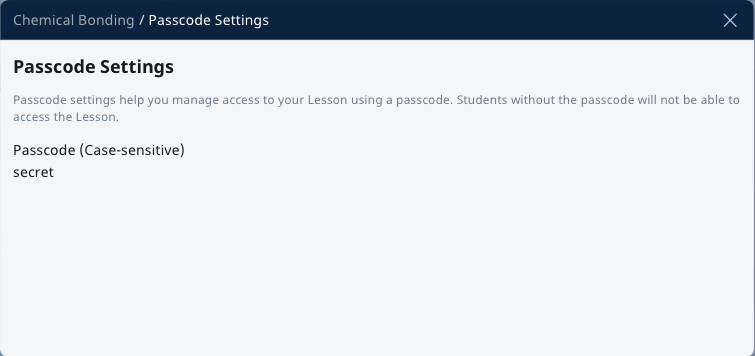 Chemical Bonding / Passcode Settings
Passcode Settings
Passcode settings help you manage access to your Lesson using a passcode. Students without the passcode will not be able to
access the Lesson.
Passcode (Case-sensitive)
secret